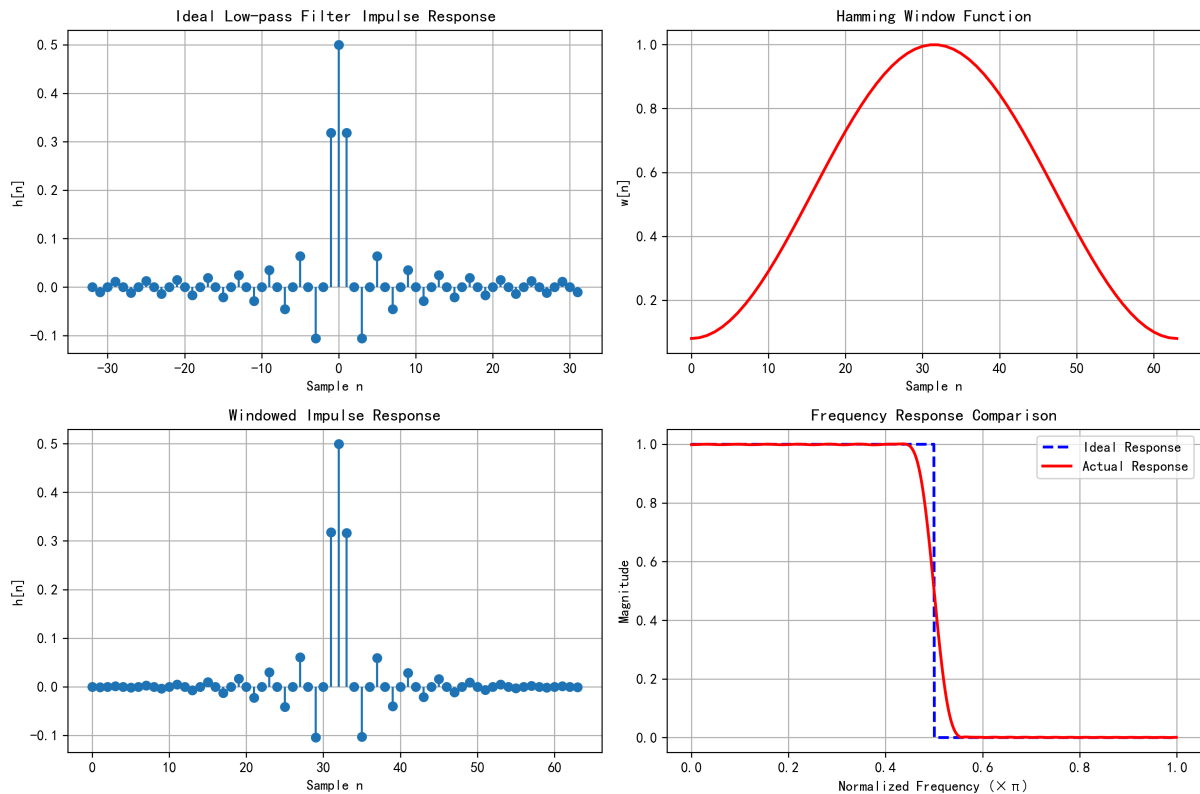 Ideal Low-pass Filter Impulse Response
0.5
0.4
0.3
0.2
0.1
0.0
−0.1
h[n]
−30 −20 −10 0 10 20 30
Sample n
Hamming Window Function
1.0
0.8
0.6
0.4
0.2
w[n]
0 10 20 30 40 50 60
Sample n
Windowed Impulse Response
0.5
0.4
0.3
0.2
0.1
0.0
−0.1
h[n]
0 10 20 30 40 50 60
Sample n
Frequency Response Comparison
1.0
0.8
0.6
0.4
0.2
0.0
Magnitude
Ideal Response
Actual Response
0.0 0.2 0.4 0.6 0.8 1.0
Normalized Frequency (×π)